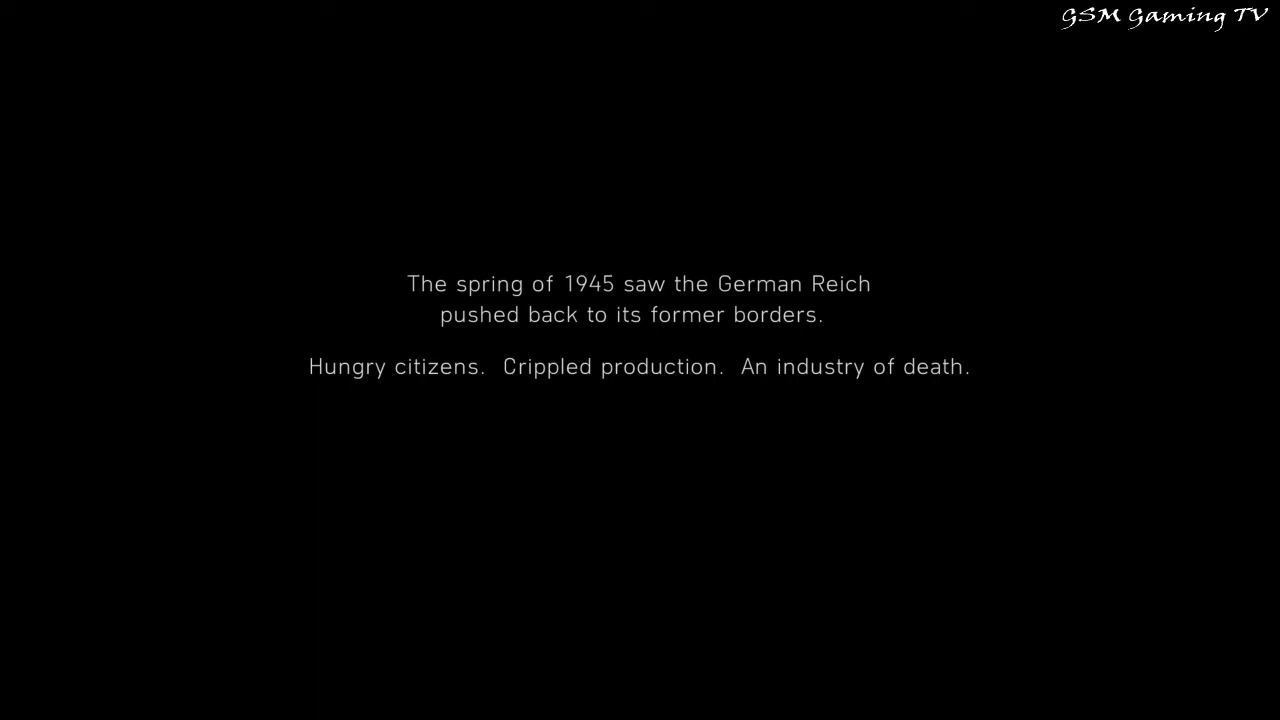 GSM Gaming TV
The spring of 1945 saw the German Reich
pushed back to its former borders.
Hungry citizens.  Crippled production.  An industry of death.